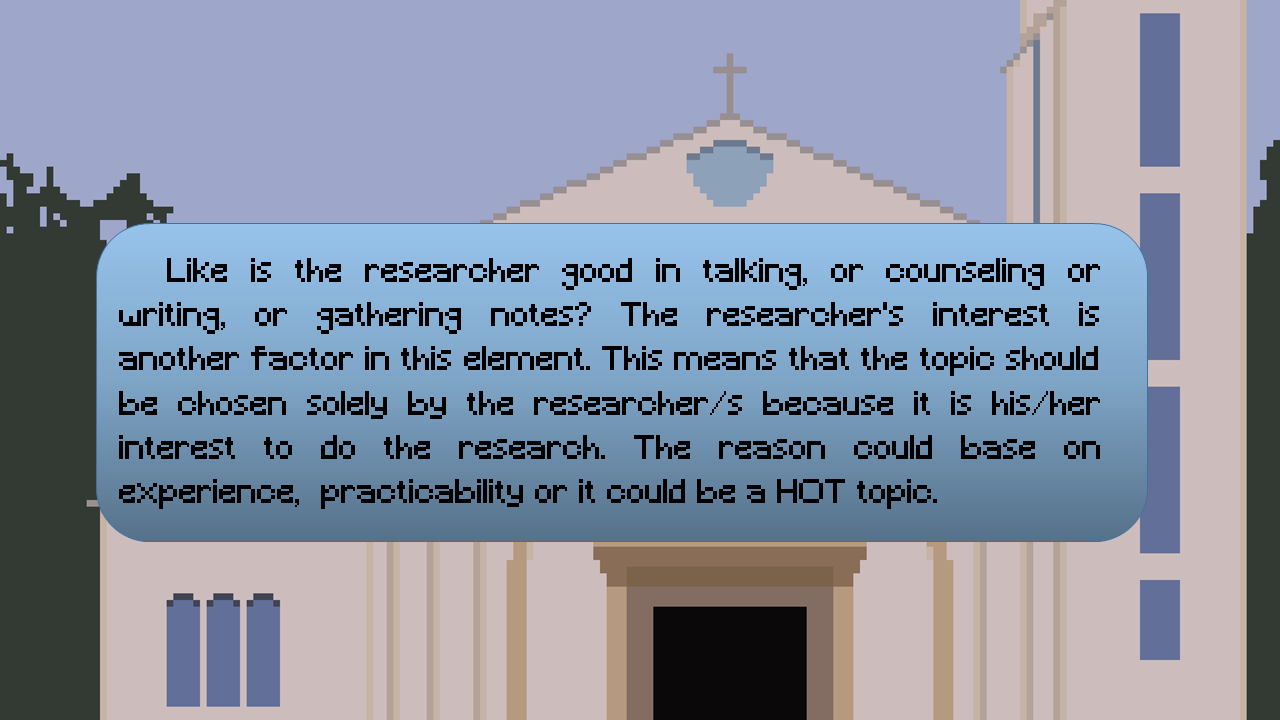 Like is the researcher good in talking, or counseling or
writing, or gathering notes? The researcher's interest is
another factor in this element. This means that the topic should
be chosen solely by the researcher/s because it is his/her
interest to do the research. The reason could base on
experience, practicability or it could be a HOT topic.